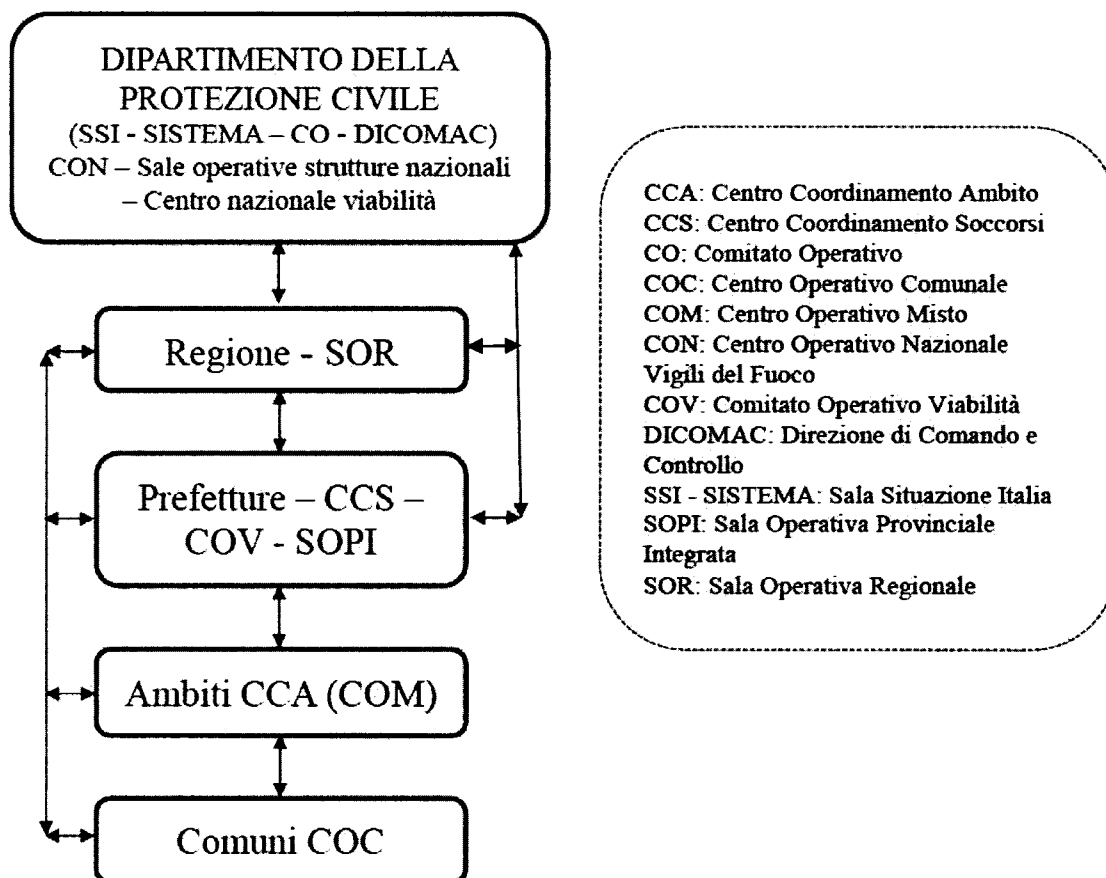 DIPARTIMENTO DELLA
PROTEZIONE CIVILE
(SSI - SISTEMA – CO - DICOMAC)
CON – Sale operative strutture nazionali
– Centro nazionale viabilità
Regione - SOR
Prefetture – CCS –
COV - SOPI
Ambiti CCA (COM)
Comuni COC
CCA: Centro Coordinamento Ambito
CCS: Centro Coordinamento Soccorsi
CO: Comitato Operativo
COC: Centro Operativo Comunale
COM: Centro Operativo Misto
CON: Centro Operativo Nazionale
Vigili del Fuoco
COV: Comitato Operativo Viabilità
DICOMAC: Direzione di Comando e
Controllo
SSI - SISTEMA: Sala Situazione Italia
SOPI: Sala Operativa Provinciale
Integrata
SOR: Sala Operativa Regionale